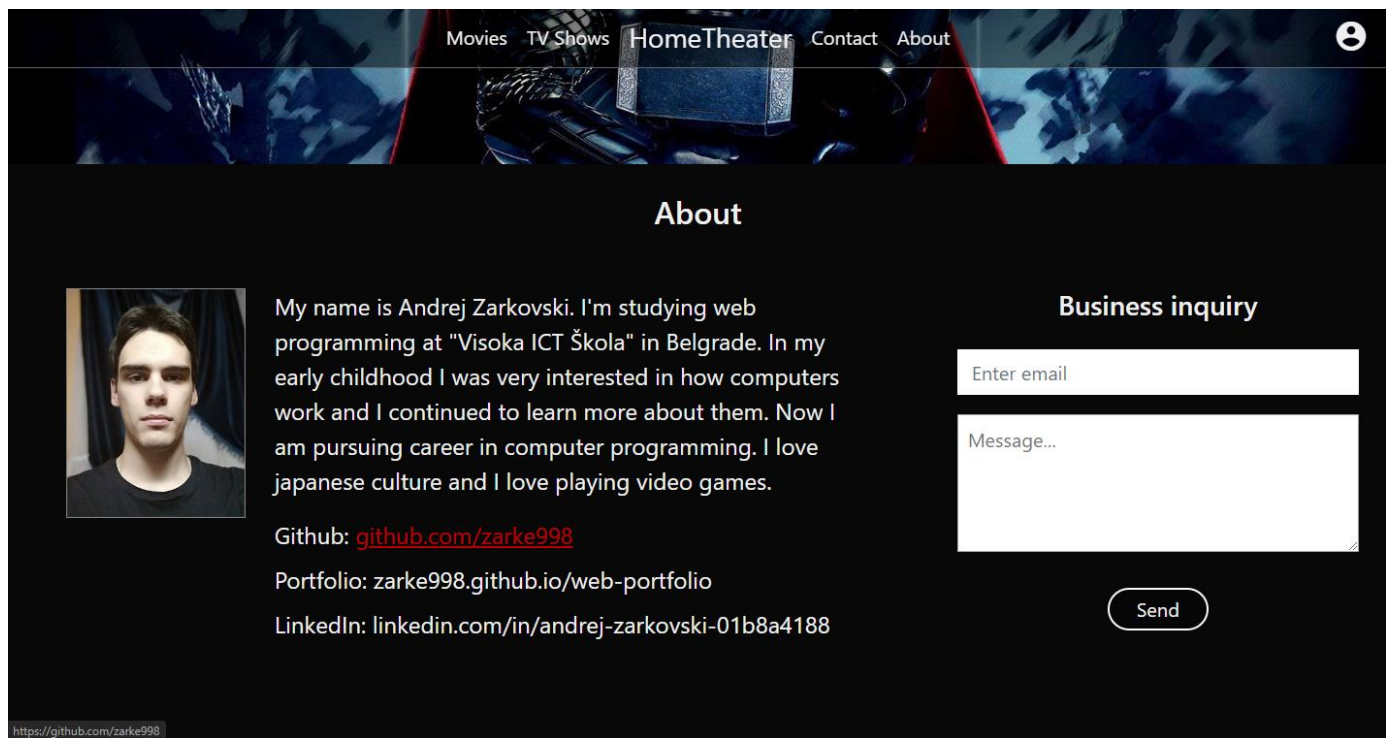 Movies TV Shows HomeTheater Contact About
About
My name is Andrej Zarkovski. I'm studying web
programming at "Visoka ICT Škola" in Belgrade. In my
early childhood I was very interested in how computers
work and I continued to learn more about them. Now I
am pursuing career in computer programming. I love
japanese culture and I love playing video games.
Github: github.com/zarke998
Portfolio: zarke998.github.io/web-portfolio
LinkedIn: linkedin.com/in/andrej-zarkovski-01b8a4188
Business inquiry
Enter email
Message...
Send
https://github.com/zarke998